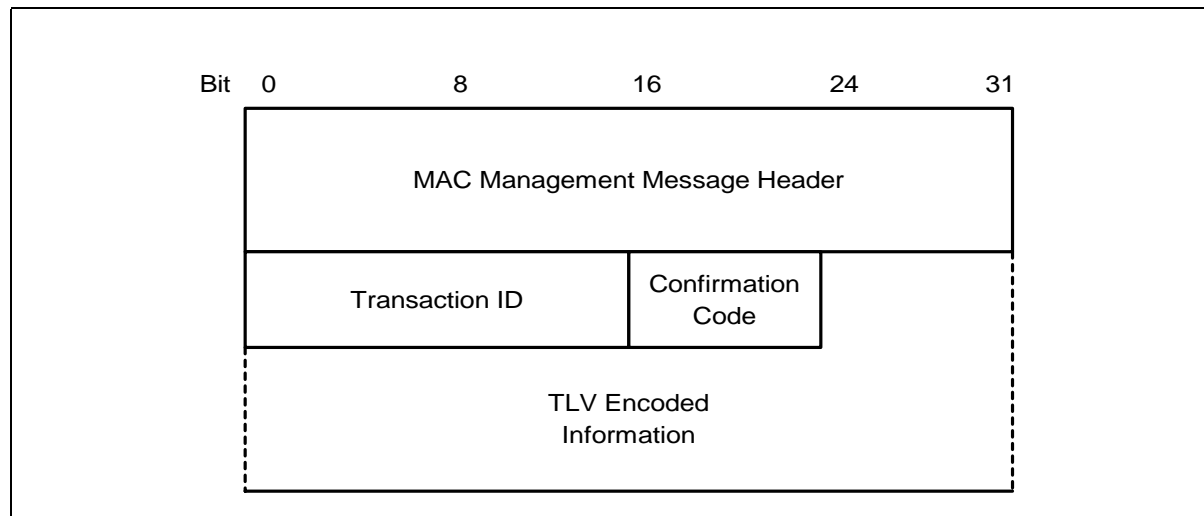 Bit 0 8 16 24 31
MAC Management Message Header
Transaction ID
Confirmation
Code
TLV Encoded
Information